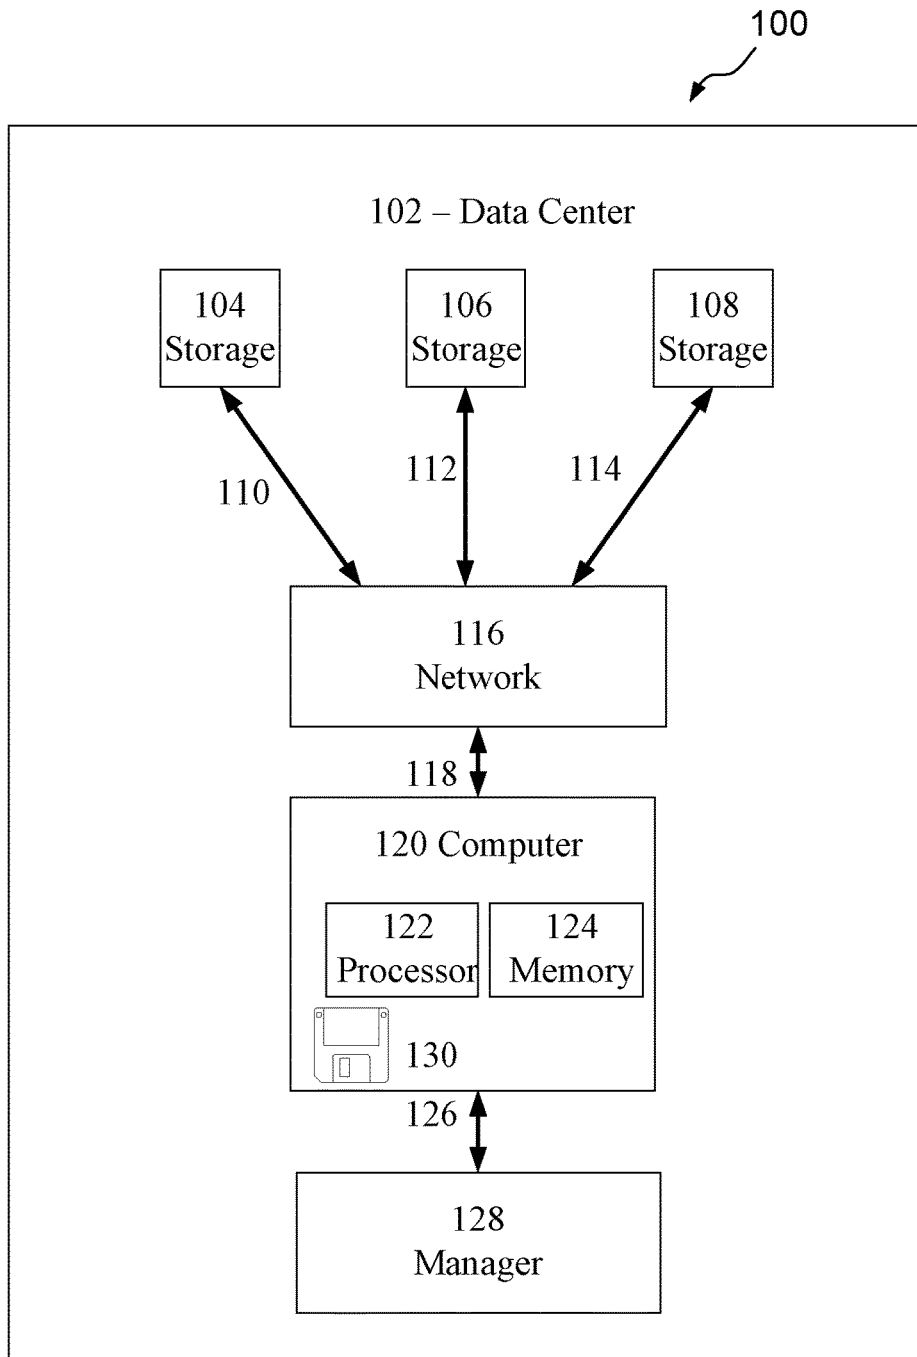 100
102 – Data Center
104
Storage
106
Storage
108
Storage
110
112
114
116
Network
118
120 Computer
122
Processor
124
Memory
130
126
128
Manager